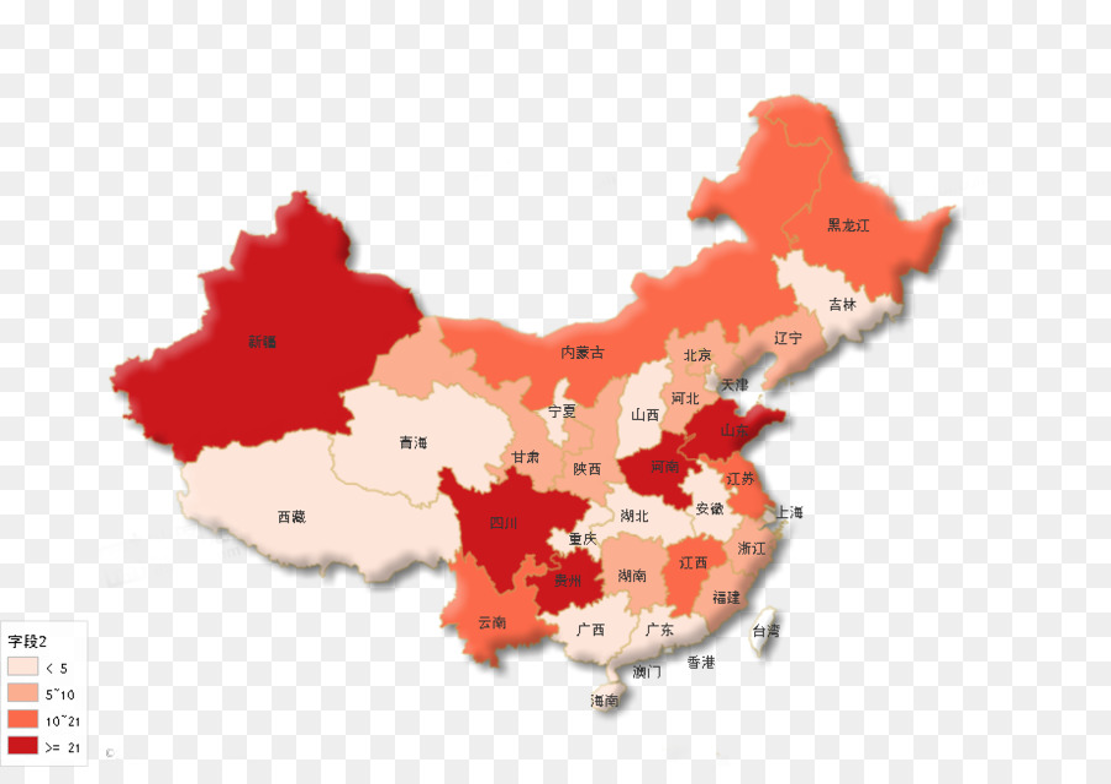 黑龙江
吉林
辽宁
新疆
内蒙古
北京
天津
河北
宁夏
山西
山东
青海
甘肃
陕西
河南
江苏
西藏
四川
湖北
安徽
上海
重庆
浙江
江西
贵州
湖南
福建
云南
广西
广东
台湾
香港
澳门
海南
字段2
< 5
5~10
10~21
>= 21
©